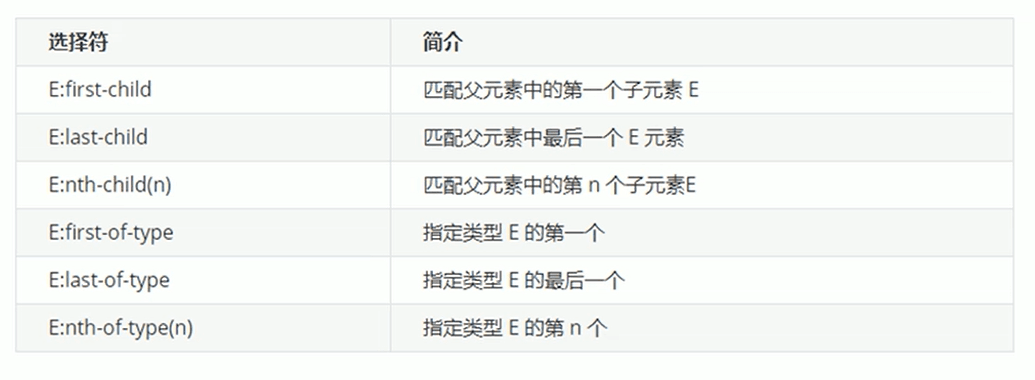 选择符 简介
E:first-child 匹配父元素中的第一个子元素 E
E:last-child 匹配父元素中最后一个 E 元素
E:nth-child(n) 匹配父元素中的第 n 个子元素E
E:first-of-type 指定类型 E 的第一个
E:last-of-type 指定类型 E 的最后一个
E:nth-of-type(n) 指定类型 E 的第 n 个